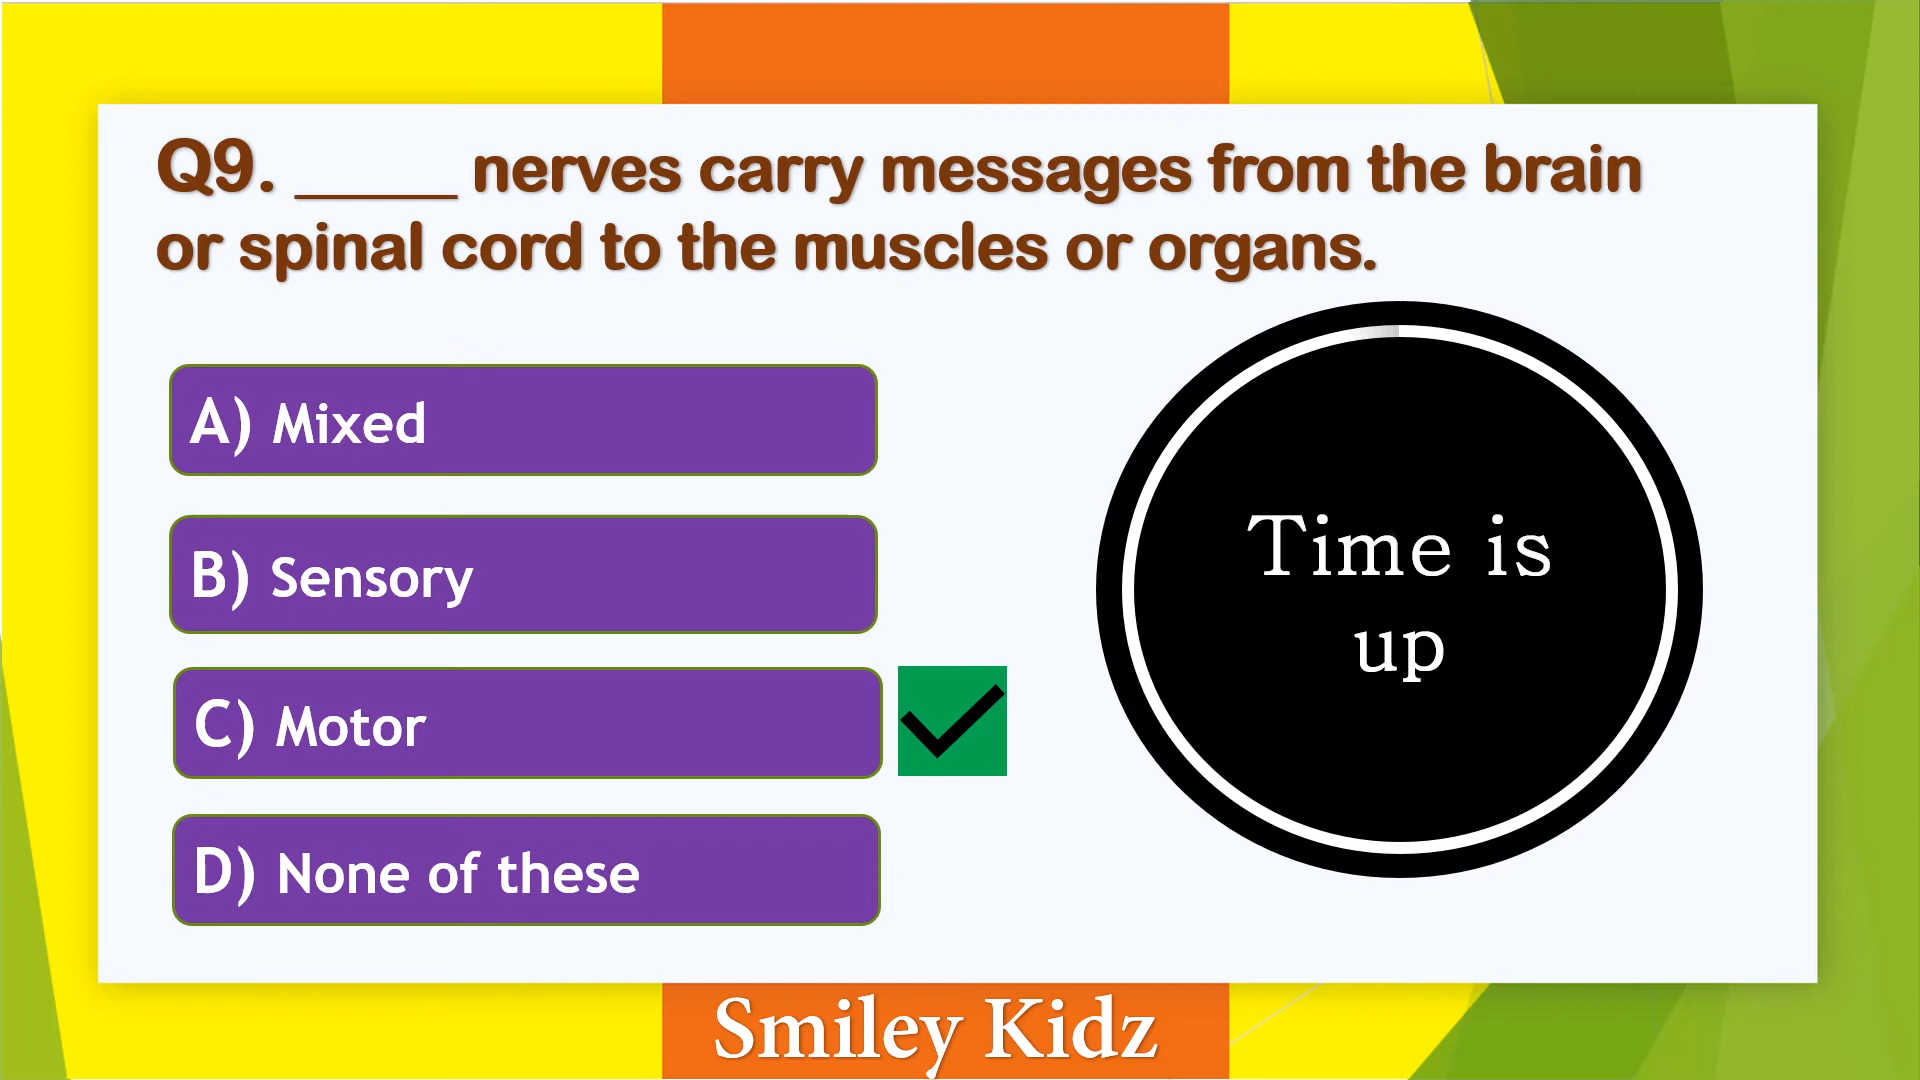 Q9. _____ nerves carry messages from the brain
or spinal cord to the muscles or organs.
A) Mixed
B) Sensory
C) Motor
D) None of these
Time is
up
Smiley Kidz